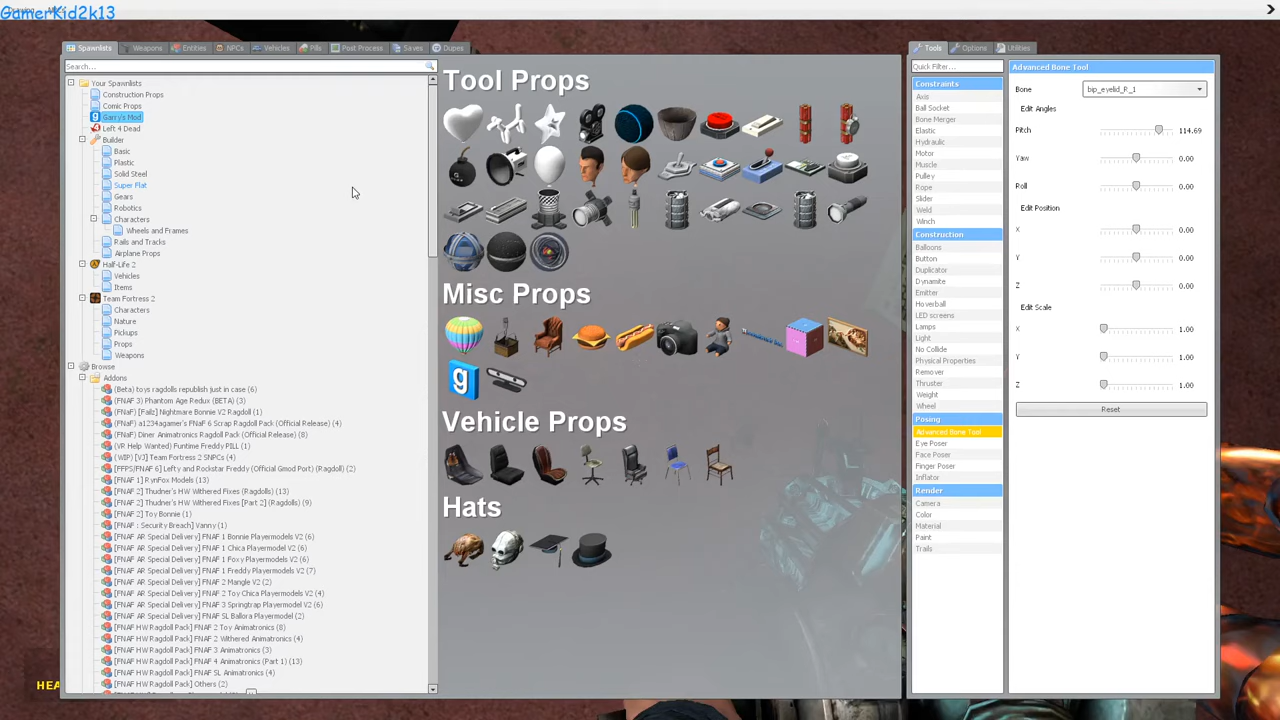 GamerKid2k13
Spawnlists
Weapons
Entities
NPCs
Vehicles
Pills
Post Process
Saves
Dupes
Search...
Your Spawnlists
Construction Props
Comic Props
Garry's Mod
Left 4 Dead
Builder
Basic
Plastic
Solid Steel
Super Flat
Gears
Robotics
Characters
Wheels and Frames
Rails and Tracks
Airplane Props
Half-Life 2
Vehicles
Items
Team Fortress 2
Characters
Nature
Pickups
Props
Weapons
Browse
Addons
(Beta) toys ragdolls republish just in case (6)
(FNAF 3) Phantom Age Redux (BETA) (3)
(FNaF) [Failz] Nightmare Bonnie V2 Ragdoll (1)
(FNaF) a1234agamer's FNaF 6 Scrap Ragdoll Pack (Official Release) (4)
(FNaF) Diner Animatronics Ragdoll Pack (Official Release) (8)
(VR Help Wanted) Funtime Freddy PILL (1)
(WIP) [VJ] Team Fortress 2 SNPCs (4)
[FFPS/FNAF 6] Lefty and Rockstar Freddy (Official Gmod Port) (Ragdoll) (2)
[FNAF 1] RynFox Models (13)
[FNAF 2] Thudner's HW Withered Fixes (Ragdolls) (13)
[FNAF 2] Thudner's HW Withered Fixes [Part 2] (Ragdolls) (9)
[FNAF 2] Toy Bonnie (1)
[FNAF : Security Breach] Vanny (1)
[FNAF AR Special Delivery] FNAF 1 Bonnie Playermodels V2 (6)
[FNAF AR Special Delivery] FNAF 1 Chica Playermodel V2 (6)
[FNAF AR Special Delivery] FNAF 1 Foxy Playermodels V2 (6)
[FNAF AR Special Delivery] FNAF 1 Freddy Playermodels V2 (7)
[FNAF AR Special Delivery] FNAF 2 Mangle V2 (2)
[FNAF AR Special Delivery] FNAF 2 Toy Chica Playermodel V2 (4)
[FNAF AR Special Delivery] FNAF 3 Springtrap Playermodel V2 (6)
[FNAF AR Special Delivery] FNAF SL Ballora Playermodel (2)
[FNAF HW Ragdoll Pack] FNAF 2 Toy Animatronics (8)
[FNAF HW Ragdoll Pack] FNAF 2 Withered Animatronics (4)
[FNAF HW Ragdoll Pack] FNAF 3 Animatronics (3)
[FNAF HW Ragdoll Pack] FNAF 4 Animatronics (Part 1) (13)
[FNAF HW Ragdoll Pack] FNAF SL Animatronics (4)
[FNAF HW Ragdoll Pack] Others (2)
HEA
Tool Props
Misc Props
Vehicle Props
Hats
Tools
Options
Utilities
Quick Filter...
Constraints
Axis
Ball Socket
Bone Merger
Elastic
Hydraulic
Motor
Muscle
Pulley
Rope
Slider
Weld
Winch
Construction
Balloons
Button
Duplicator
Dynamite
Emitter
Hoverball
LED screens
Lamps
Light
No Collide
Physical Properties
Remover
Thruster
Weight
Wheel
Posing
Advanced Bone Tool
Eye Poser
Face Poser
Finger Poser
Inflator
Render
Camera
Color
Material
Paint
Trails
Advanced Bone Tool
Bone
bip_eyelid_R_1
Edit Angles
Pitch
114.69
Yaw
0.00
Roll
0.00
Edit Position
X
0.00
Y
0.00
Z
0.00
Edit Scale
X
1.00
Y
1.00
Z
1.00
Reset